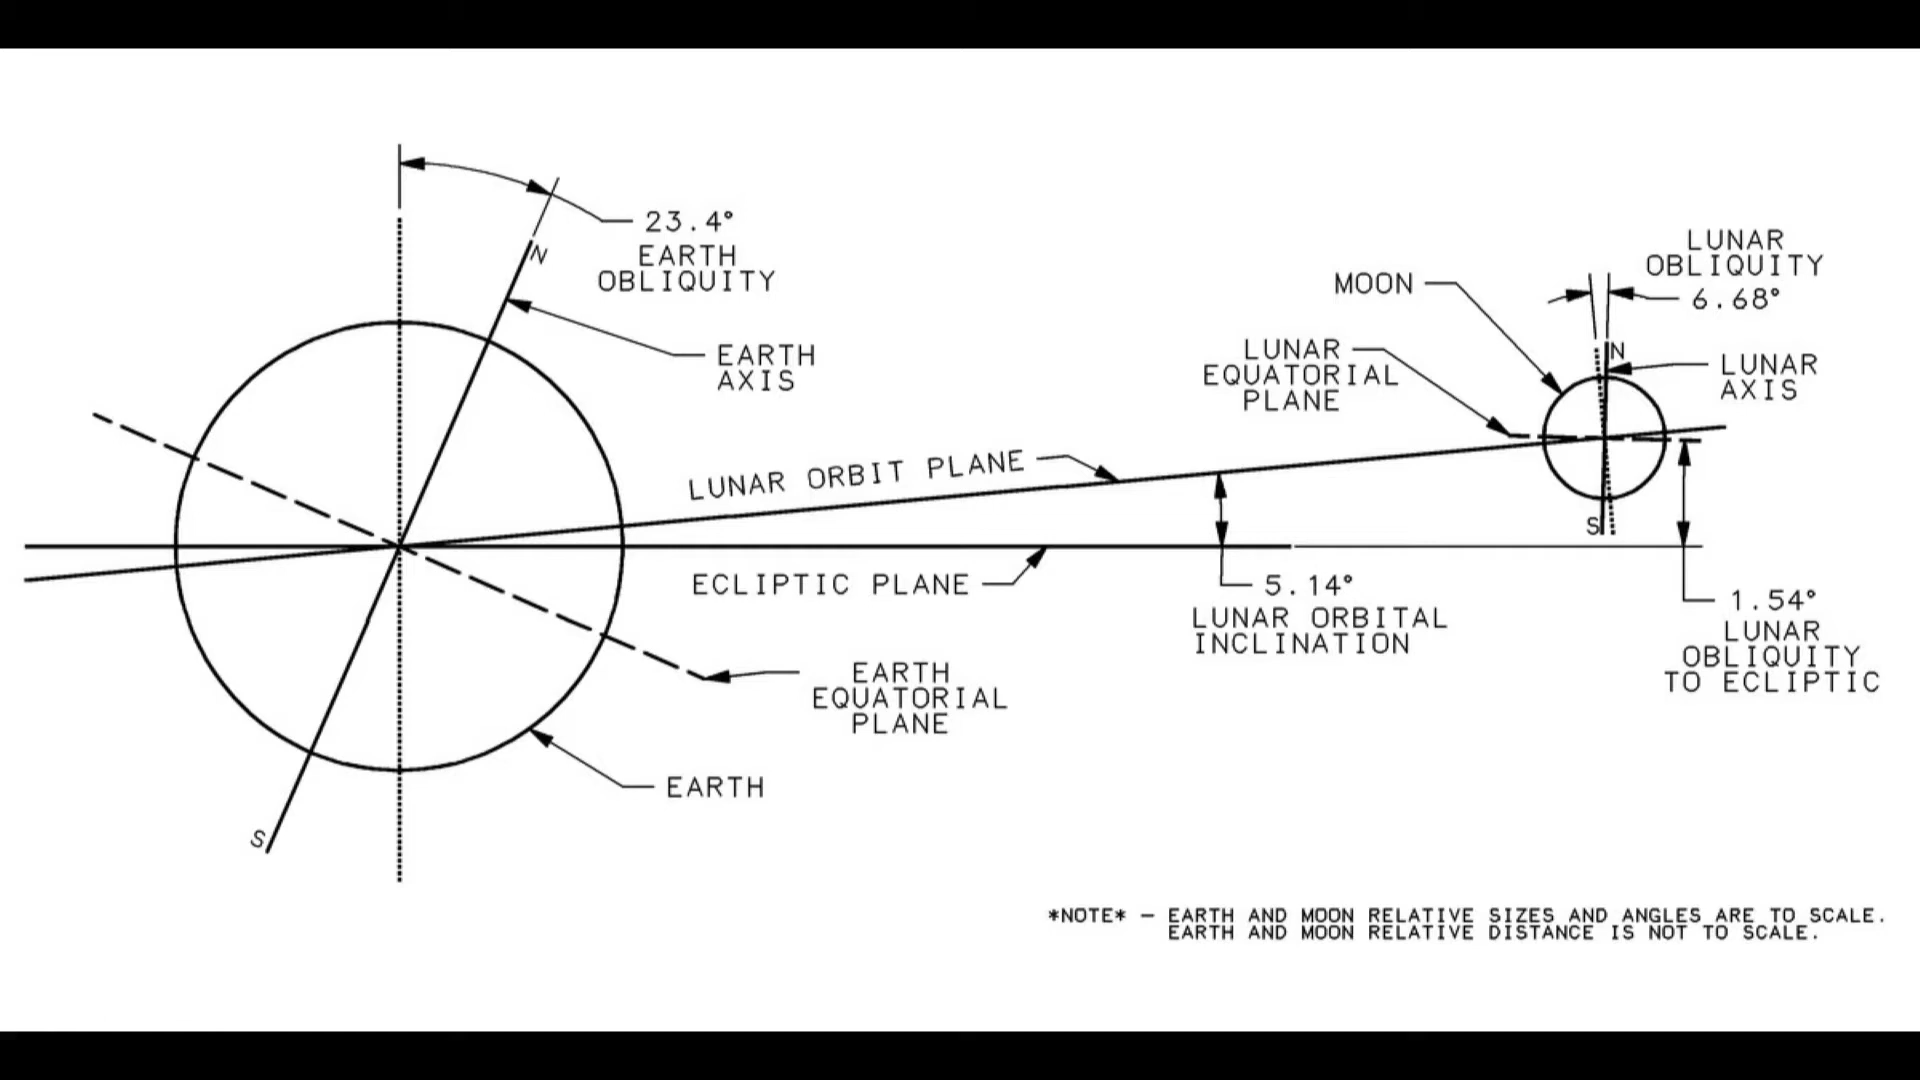 23.4°
EARTH
OBLIQUITY
N
EARTH
AXIS
LUNAR
OBLIQUITY
6.68°
MOON
LUNAR
EQUATORIAL
PLANE
N
LUNAR
AXIS
LUNAR ORBIT PLANE
S
ECLIPTIC PLANE
5.14°
LUNAR ORBITAL
INCLINATION
1.54°
LUNAR
OBLIQUITY
TO ECLIPTIC
EARTH
EQUATORIAL
PLANE
EARTH
S
*NOTE* – EARTH AND MOON RELATIVE SIZES AND ANGLES ARE TO SCALE.
EARTH AND MOON RELATIVE DISTANCE IS NOT TO SCALE.